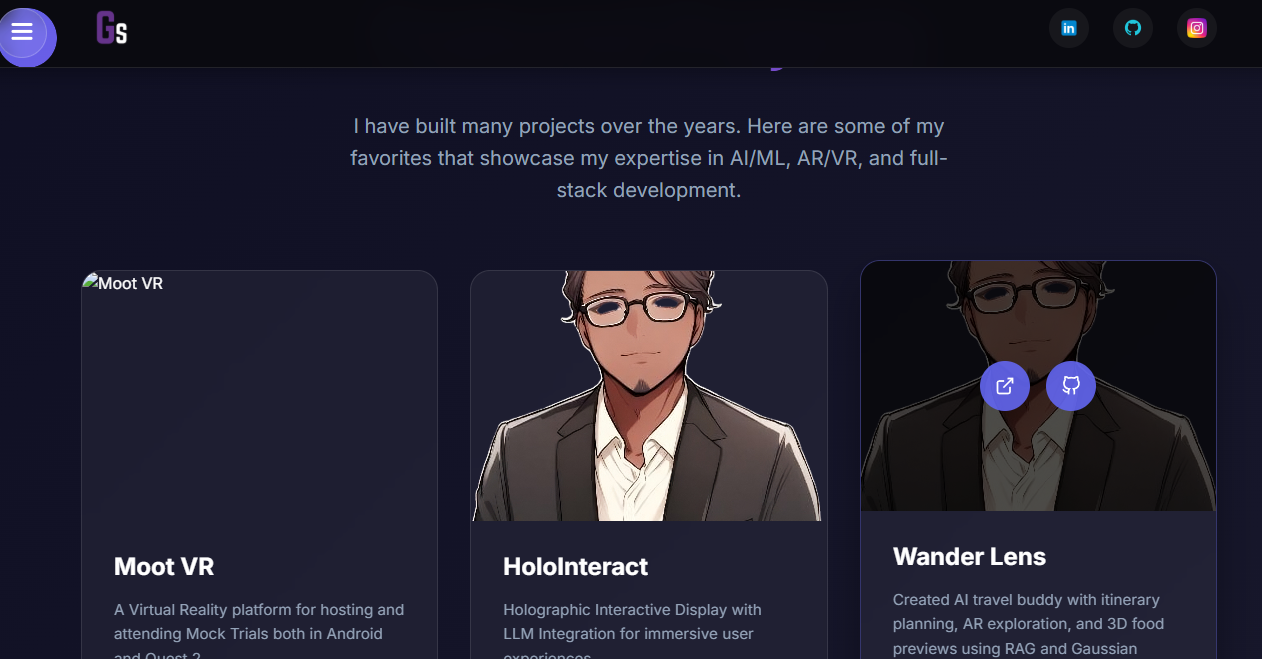 Gs
in
I have built many projects over the years. Here are some of my
favorites that showcase my expertise in AI/ML, AR/VR, and full-
stack development.
Moot VR
Moot VR
A Virtual Reality platform for hosting and
attending Mock Trials both in Android
and Quest 2.
HoloInteract
Holographic Interactive Display with
LLM Integration for immersive user
experiences.
Wander Lens
Created AI travel buddy with itinerary
planning, AR exploration, and 3D food
previews using RAG and Gaussian